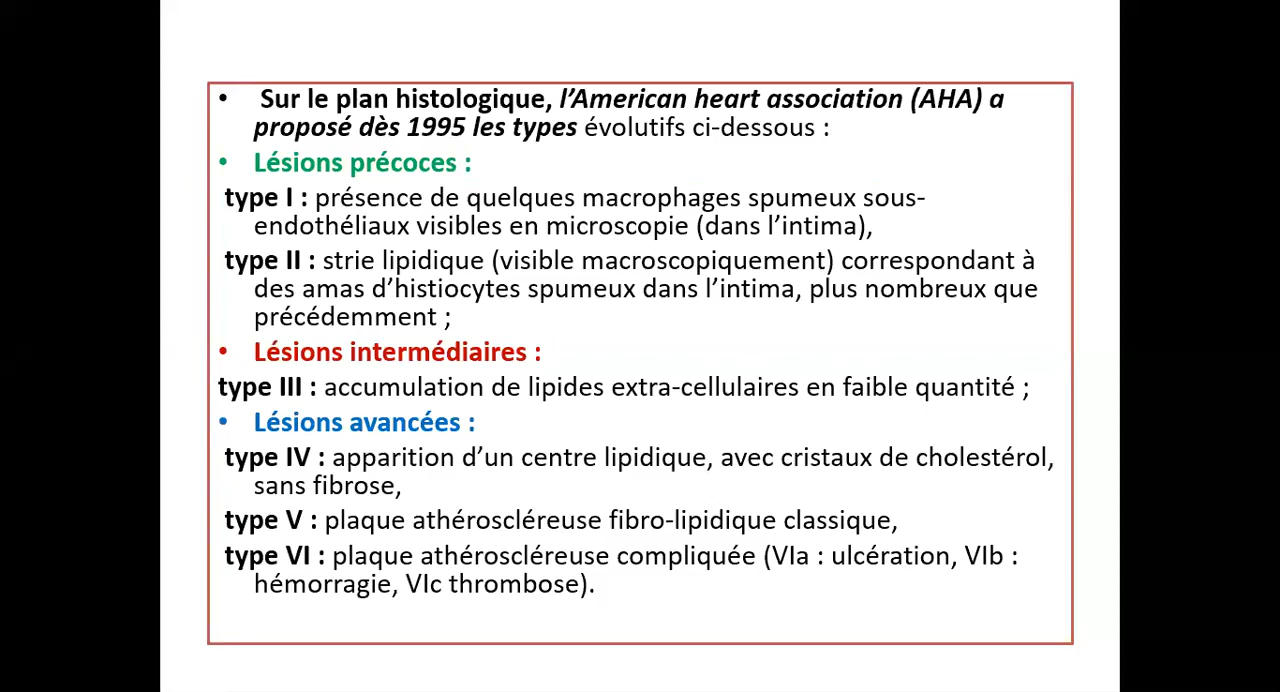 • Sur le plan histologique, l’American heart association (AHA) a
proposé dès 1995 les types évolutifs ci-dessous :
• Lésions précoces :
type I : présence de quelques macrophages spumeux sous-
endothéliaux visibles en microscopie (dans l’intima),
type II : strie lipidique (visible macroscopiquement) correspondant à
des amas d’histiocytes spumeux dans l’intima, plus nombreux que
précédemment ;
• Lésions intermédiaires :
type III : accumulation de lipides extra-cellulaires en faible quantité ;
• Lésions avancées :
type IV : apparition d’un centre lipidique, avec cristaux de cholestérol,
sans fibrose,
type V : plaque athéroscléreuse fibro-lipidique classique,
type VI : plaque athéroscléreuse compliquée (VIa : ulcération, VIb :
hémorragie, VIc thrombose).